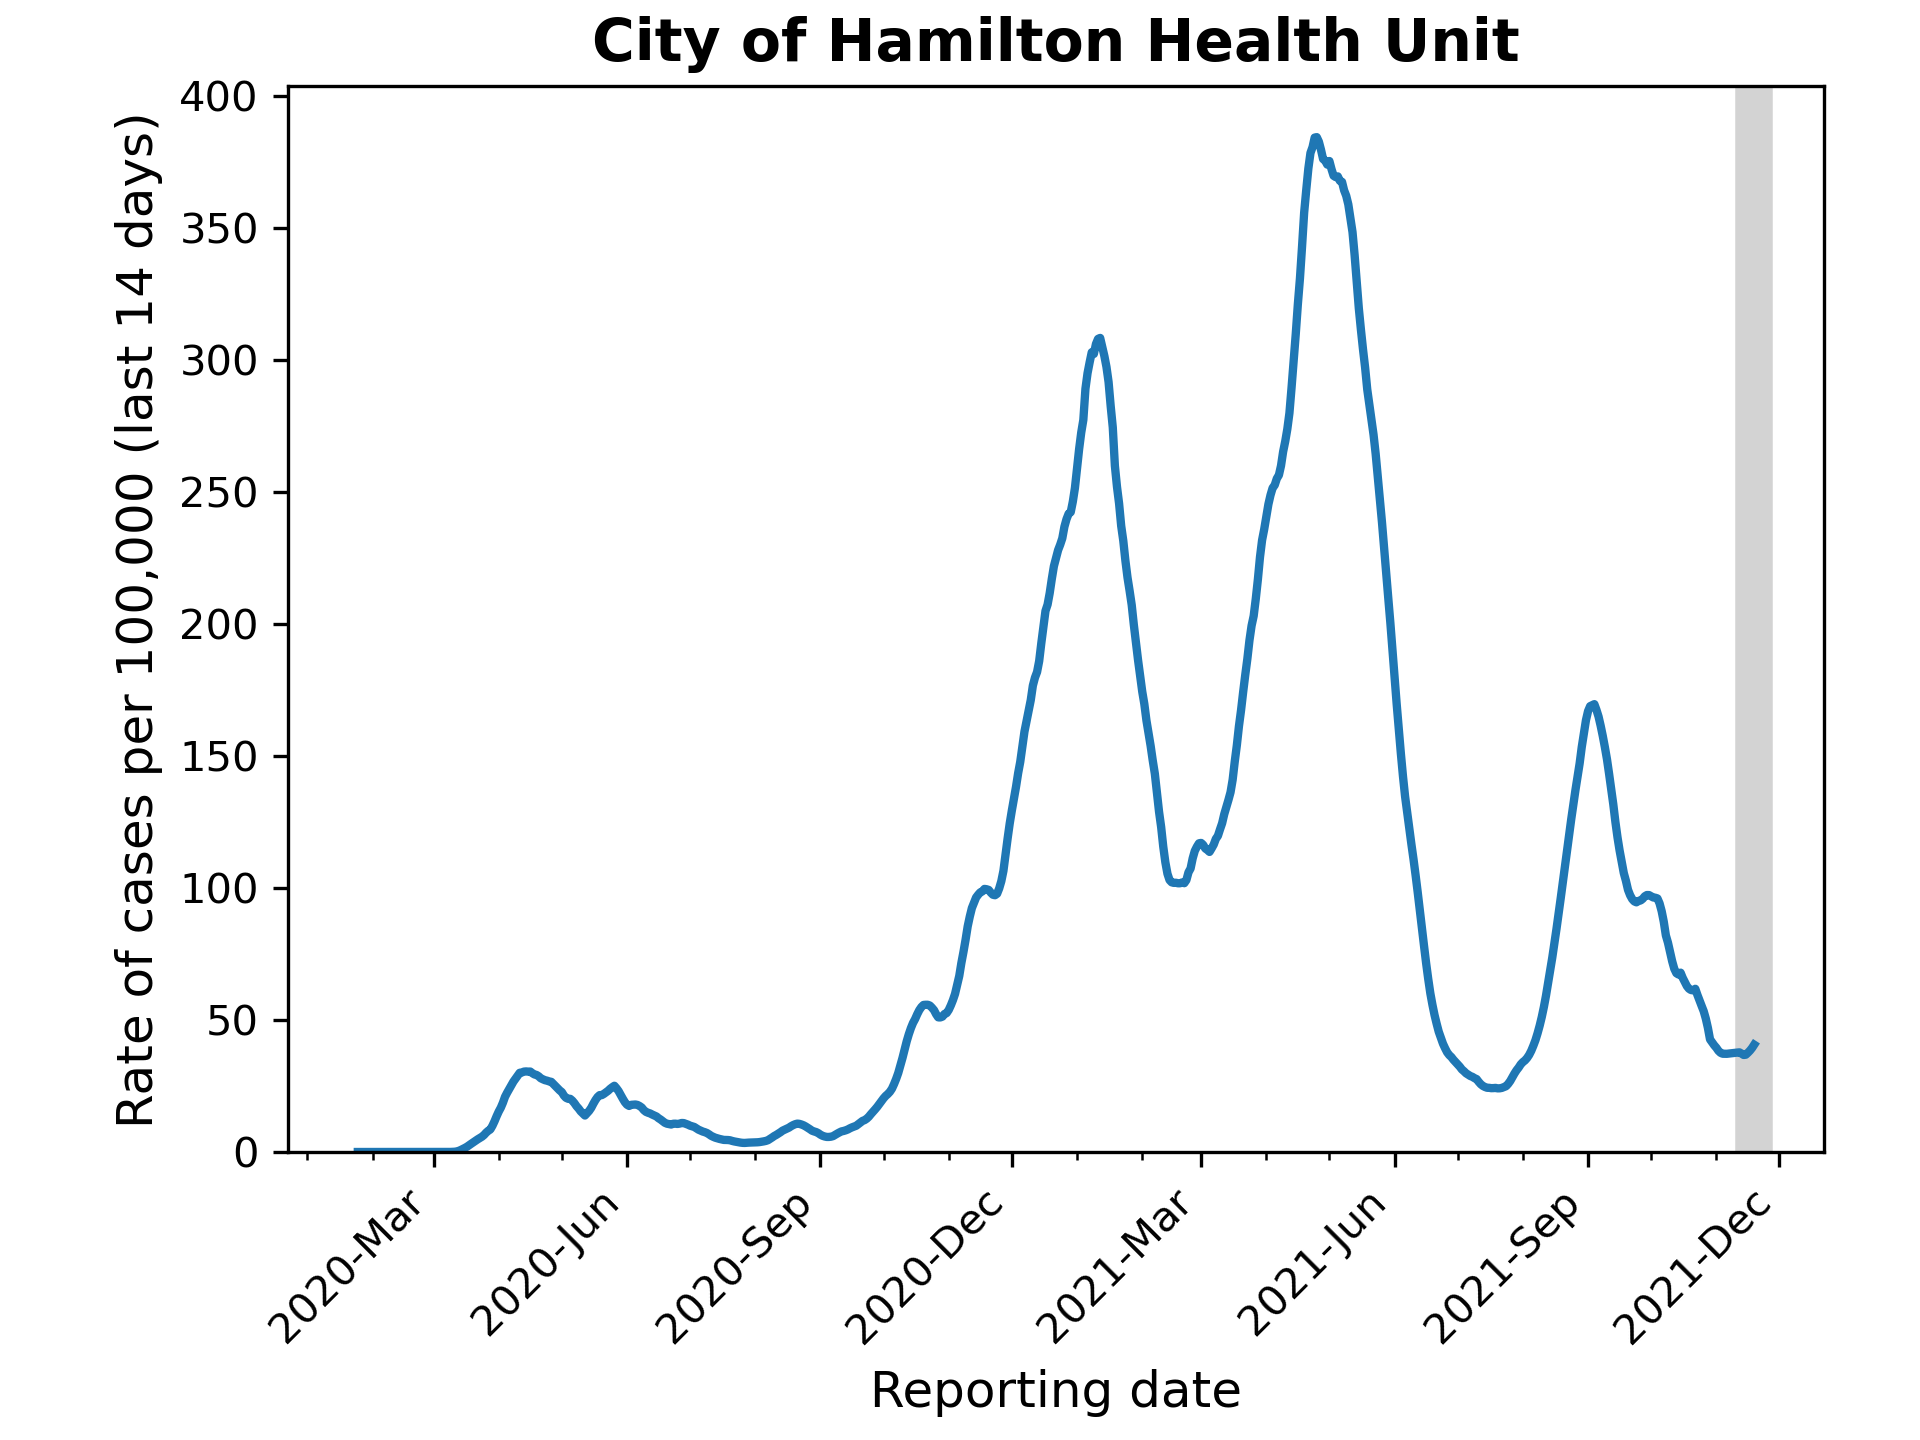 City of Hamilton Health Unit
Rate of cases per 100,000 (last 14 days)
400
350
300
250
200
150
100
50
0
2020-Mar
2020-Jun
2020-Sep
2020-Dec
2021-Mar
2021-Jun
2021-Sep
2021-Dec
Reporting date